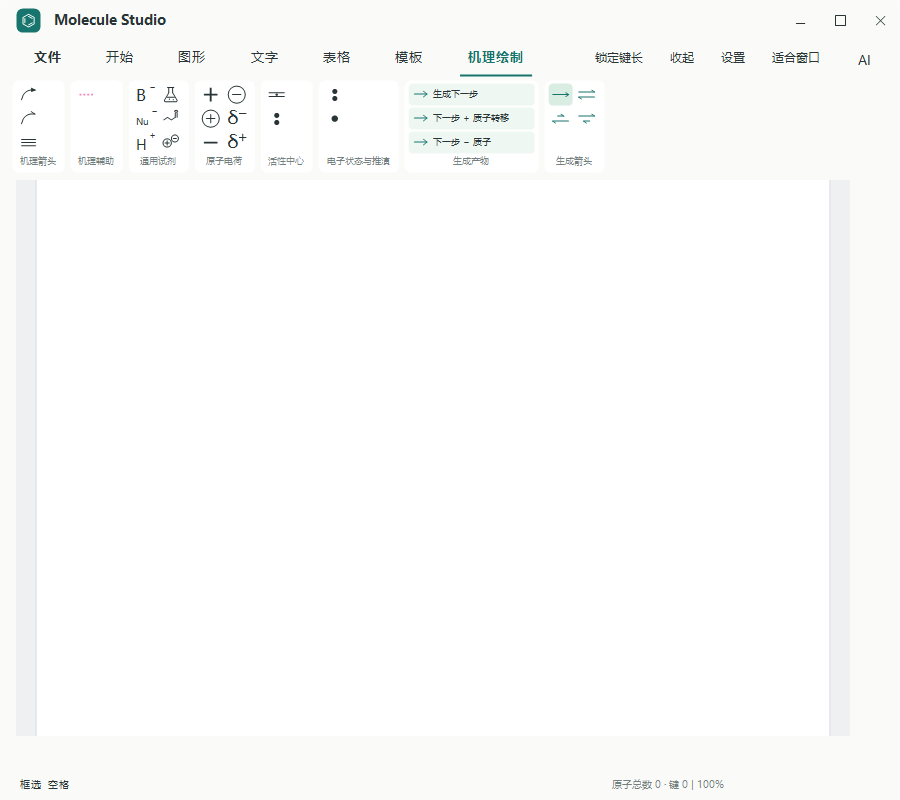 Molecule Studio
文件 开始 图形 文字 表格 模板 机理绘制 锁定键长 收起 设置 适合窗口 AI
B⁻ δ⁻ 生成下一步
Nu⁻ 下一步 + 质子转移
H⁺ δ⁺ 下一步 − 质子
机理箭头 机理辅助 通用试剂 原子电荷 活性中心 电子状态与推演 生成产物 生成箭头
框选 空格 原子总数 0 · 键 0 | 100%